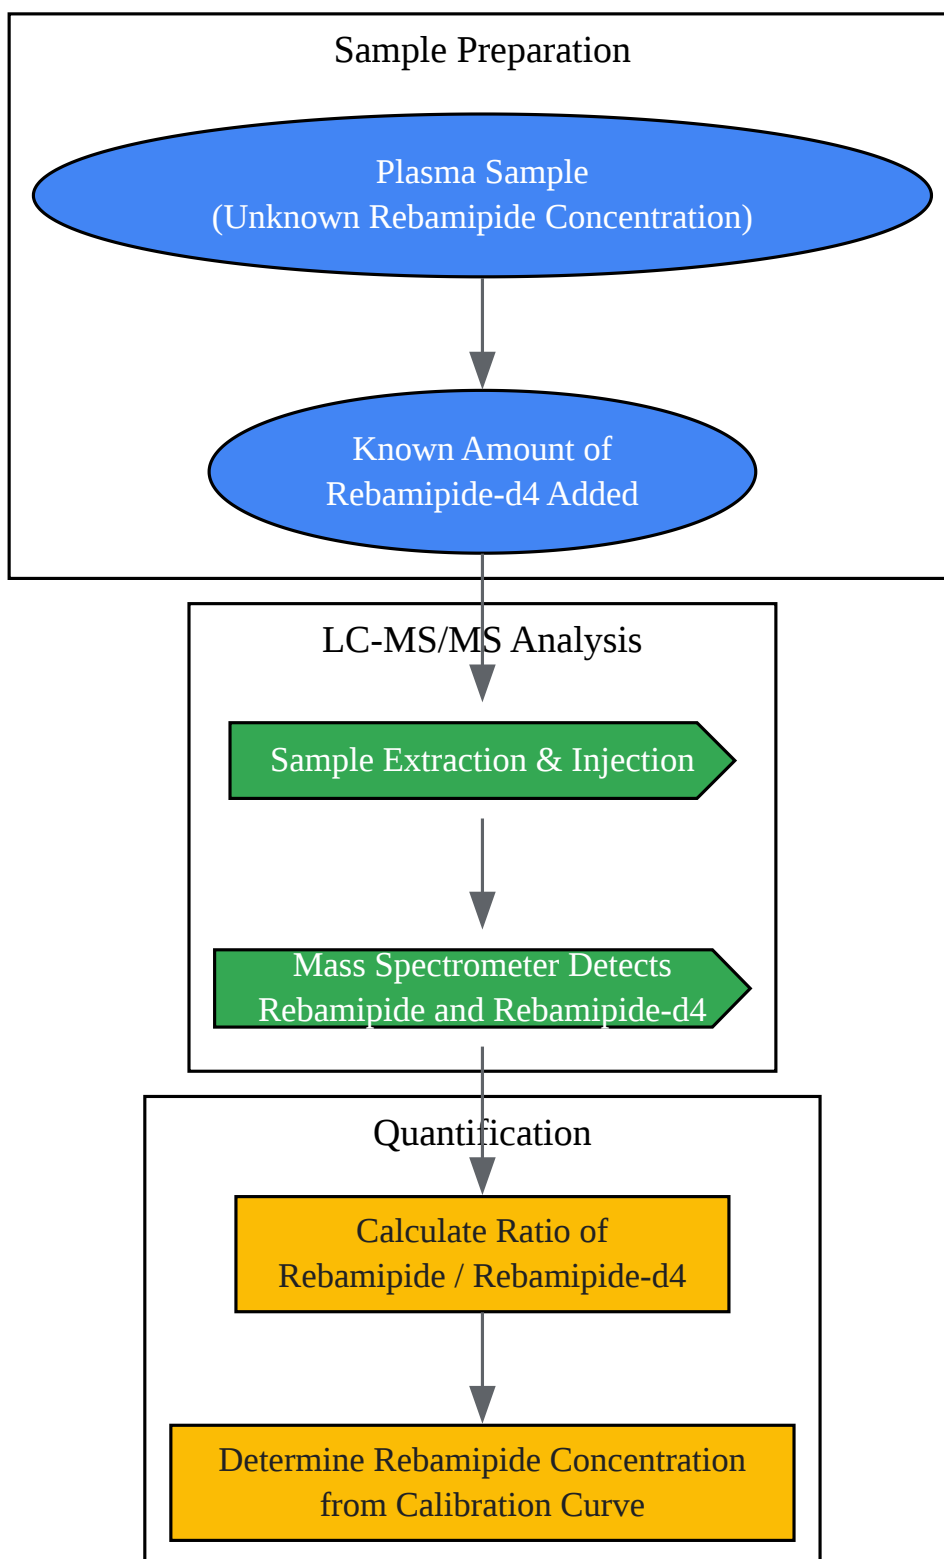 Sample Preparation
Plasma Sample
(Unknown Rebamipide Concentration)
Known Amount of
Rebamipide-d4 Added
LC-MS/MS Analysis
Sample Extraction & Injection
Mass Spectrometer Detects
Rebamipide and Rebamipide-d4
Quantification
Calculate Ratio of
Rebamipide / Rebamipide-d4
Determine Rebamipide Concentration
from Calibration Curve